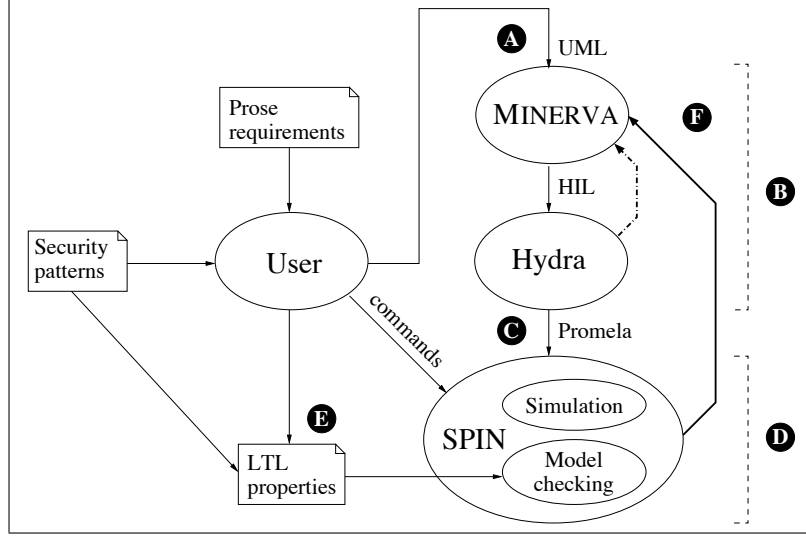 A
UML
Prose
requirements
MINERVA
F
HIL
B
Security
patterns
User
Hydra
commands
C
Promela
Simulation
E
SPIN
D
LTL
properties
Model
checking